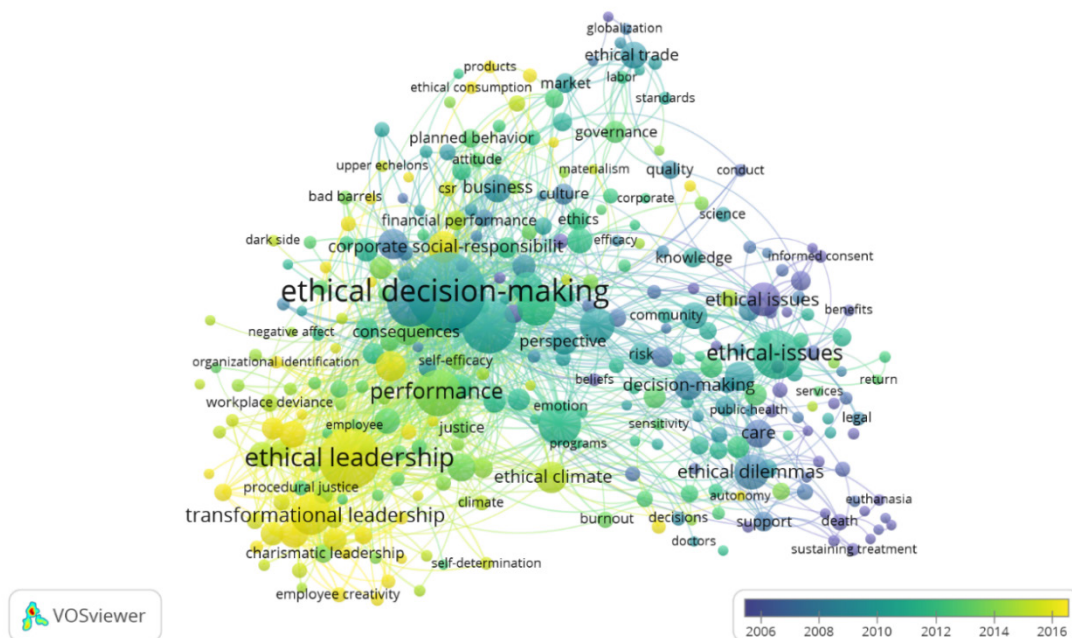 globalization
ethical trade
products
labor
ethical consumption
market
standards
governance
planned behavior
attitude
upper echelons
materialism
quality
conduct
bad barrels
csr
business
culture
corporate
financial performance
ethics
science
dark side
corporate social-responsibilit
efficacy
knowledge
informed consent
ethical decision-making
ethical issues
community
benefits
negative affect
consequences
perspective
organizational identification
self-efficacy
risk
ethical-issues
beliefs
return
workplace deviance
performance
decision-making
services
emotion
public-health
legal
employee
justice
programs
sensitivity
care
ethical leadership
ethical climate
ethical dilemmas
procedural justice
autonomy
euthanasia
climate
transformational leadership
burnout
decisions
support
death
doctors
sustaining treatment
charismatic leadership
self-determination
employee creativity
VOSviewer
2006 2008 2010 2012 2014 2016